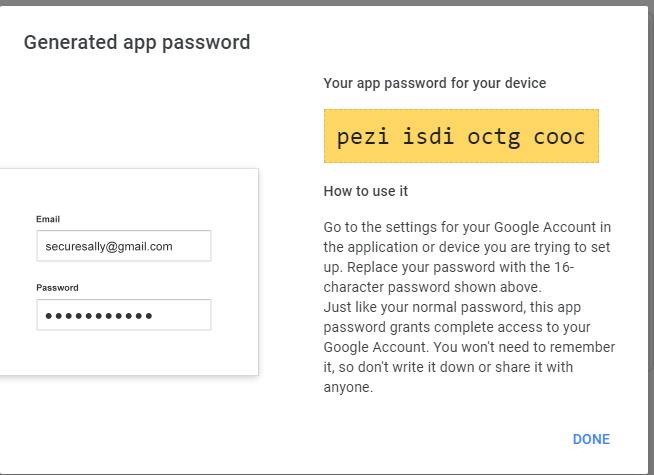 Generated app password
Your app password for your device
pezi isdi octg cooc
How to use it
Email
securesally@gmail.com
Password
Go to the settings for your Google Account in
the application or device you are trying to set
up. Replace your password with the 16-
character password shown above.
Just like your normal password, this app
password grants complete access to your
Google Account. You won't need to remember
it, so don't write it down or share it with
anyone.
DONE